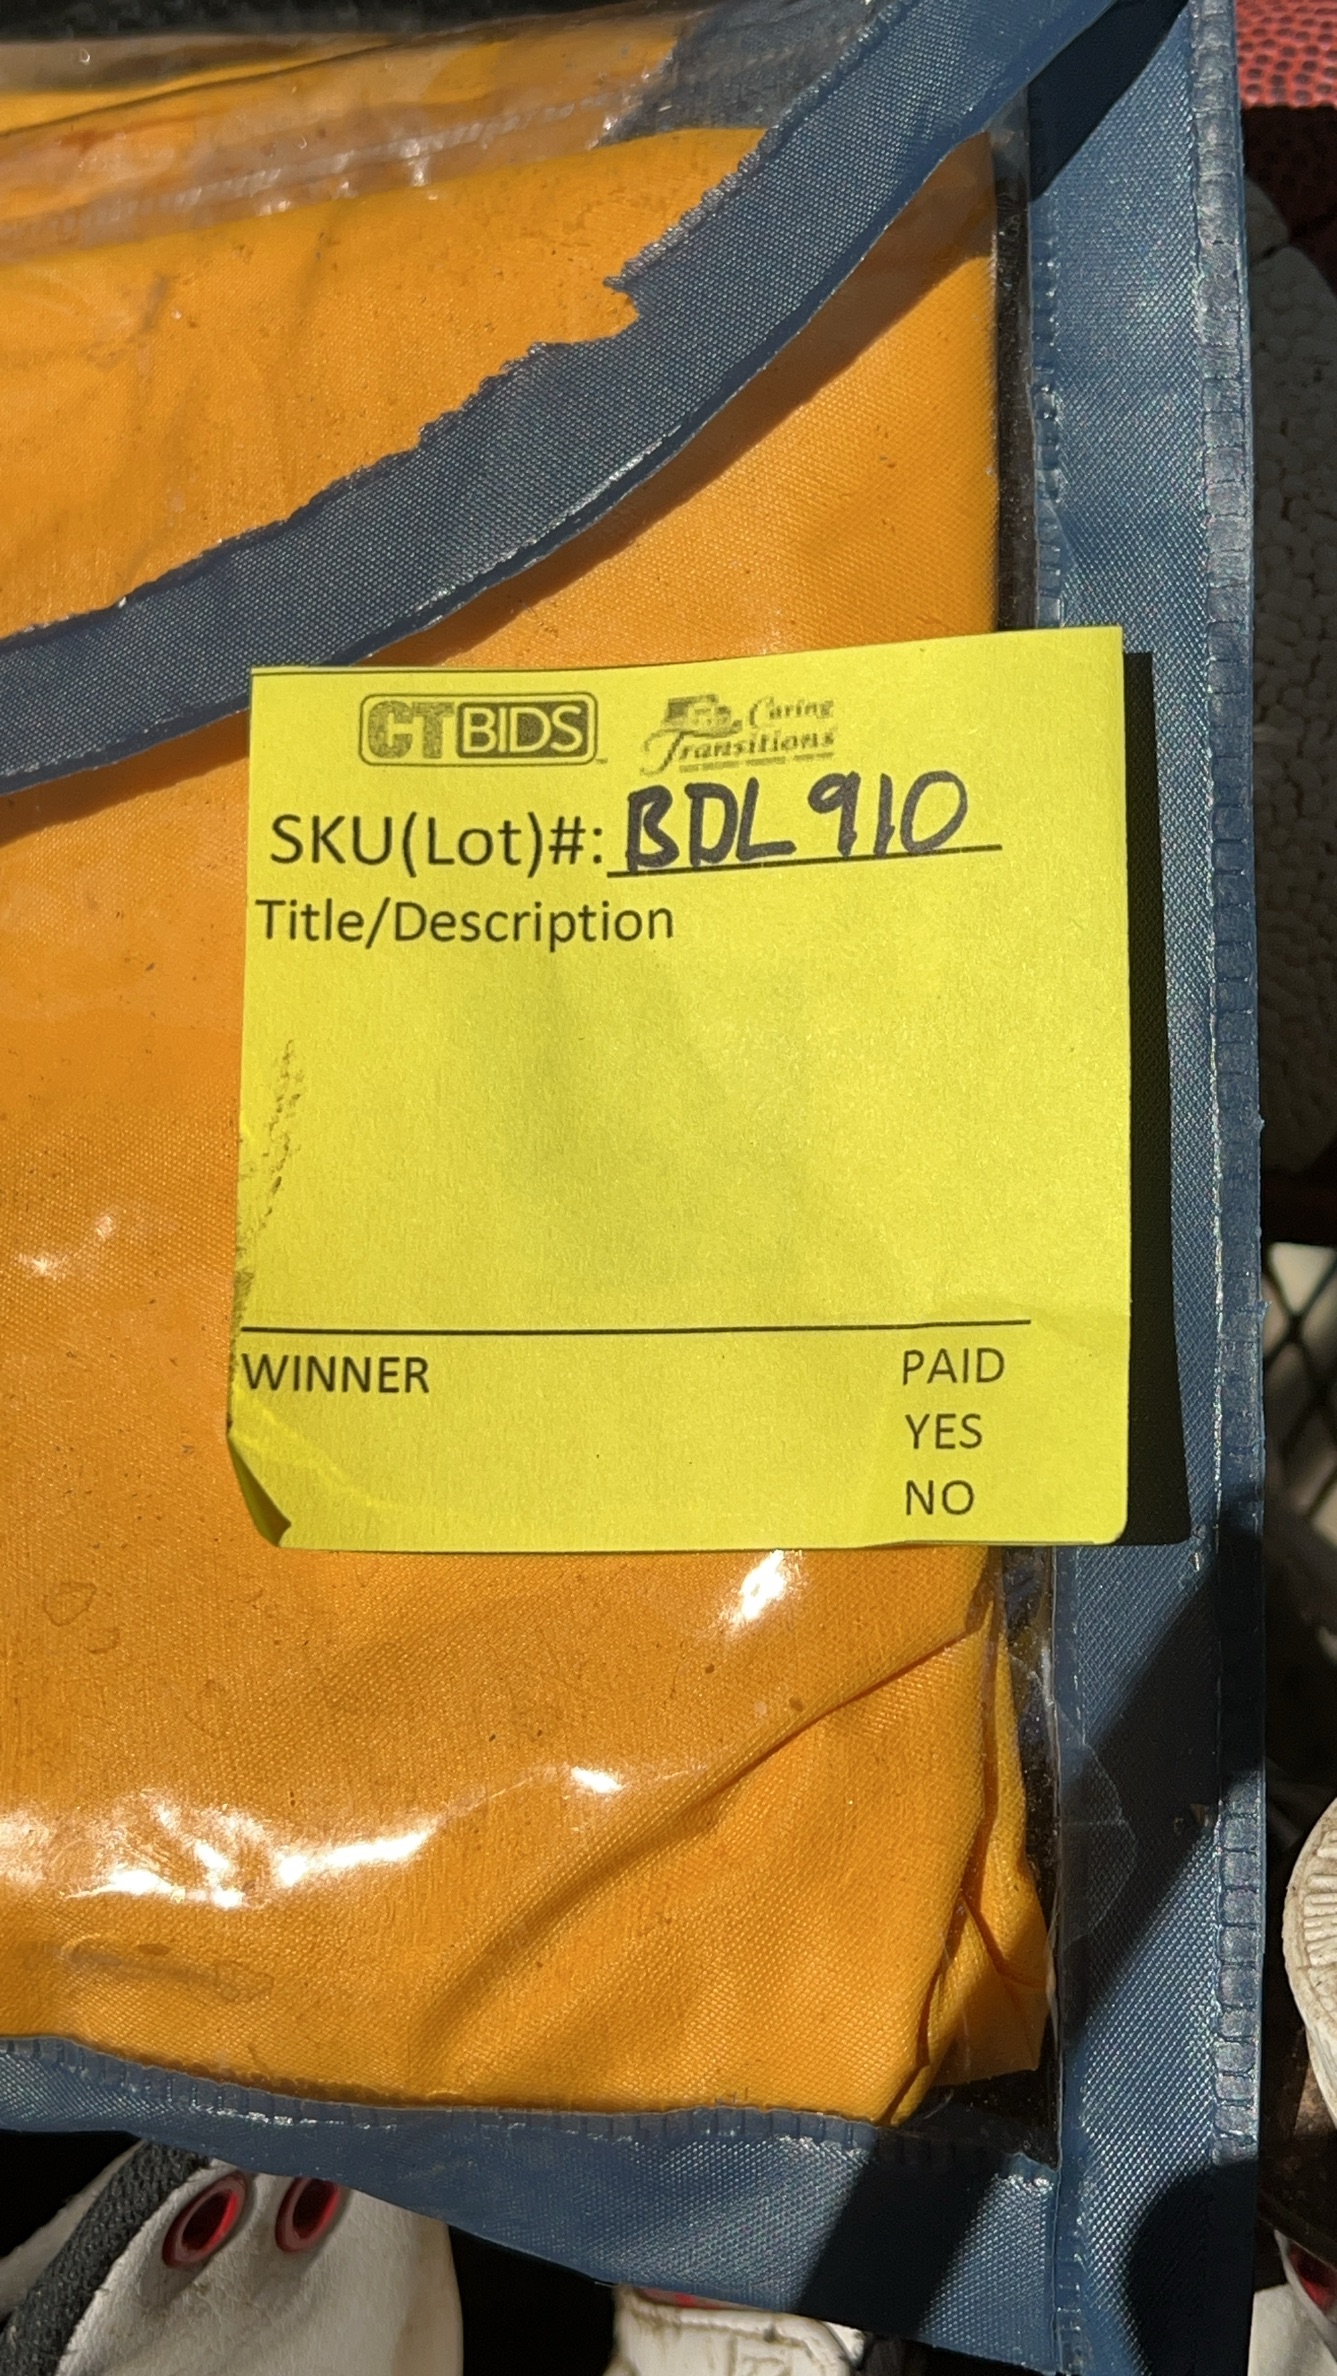 CTBIDS Caring
Transitions
SKU(Lot)#: BDL 910
Title/Description
WINNER PAID
YES
NO